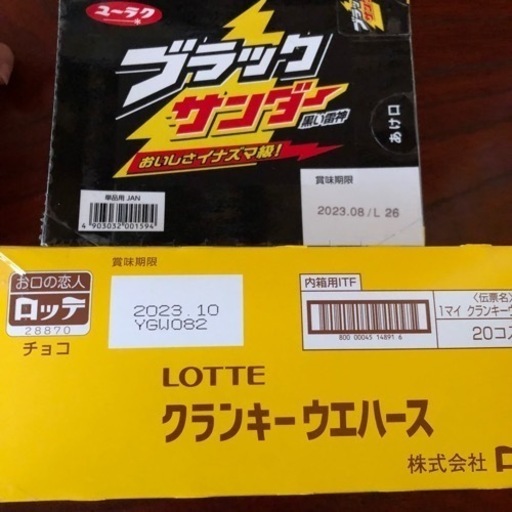 ユーラク
ブラック
サンダー
黒い雷神
おいしさイナズマ級!
あけ口
単品用 JAN
4 903032 001594
賞味期限
2023.08/L 26
お口の恋人
ロッテ
28870
チョコ
賞味期限
2023.10
YGW082
内箱用ITF
800 00045 14891 6
〈伝票名〉
1マイ クランキーウ
20コ
LOTTE
クランキーウエハース
株式会社